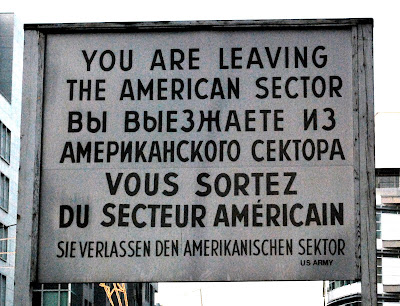 YOU ARE LEAVING
THE AMERICAN SECTOR
ВЫ ВЫЕЗЖАЕТЕ ИЗ
АМЕРИКАНСКОГО СЕКТОРА
VOUS SORTEZ
DU SECTEUR AMÉRICAIN
SIE VERLASSEN DEN AMERIKANISCHEN SEKTOR
US ARMY